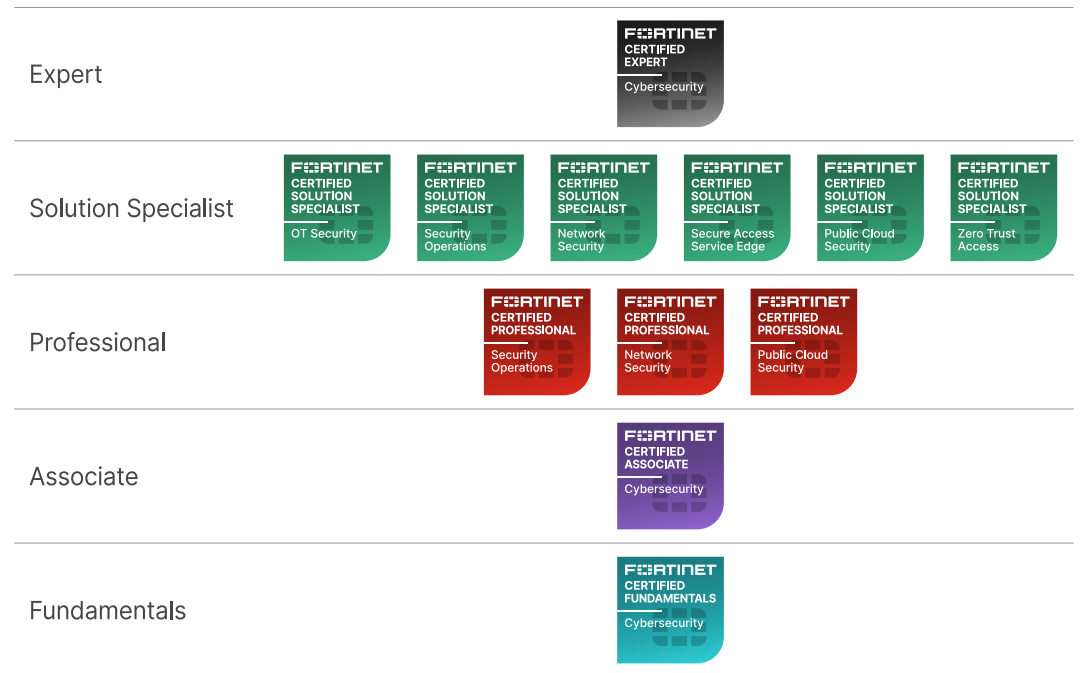 FORTINET
CERTIFIED
EXPERT
Cybersecurity
Expert
FORTINET
CERTIFIED
SOLUTION
SPECIALIST
OT Security
FORTINET
CERTIFIED
SOLUTION
SPECIALIST
Security
Operations
FORTINET
CERTIFIED
SOLUTION
SPECIALIST
Network
Security
FORTINET
CERTIFIED
SOLUTION
SPECIALIST
Secure Access
Service Edge
FORTINET
CERTIFIED
SOLUTION
SPECIALIST
Public Cloud
Security
FORTINET
CERTIFIED
SOLUTION
SPECIALIST
Zero Trust
Access
Solution Specialist
FORTINET
CERTIFIED
PROFESSIONAL
Security
Operations
FORTINET
CERTIFIED
PROFESSIONAL
Network
Security
FORTINET
CERTIFIED
PROFESSIONAL
Public Cloud
Security
Professional
FORTINET
CERTIFIED
ASSOCIATE
Cybersecurity
Associate
FORTINET
CERTIFIED
FUNDAMENTALS
Cybersecurity
Fundamentals